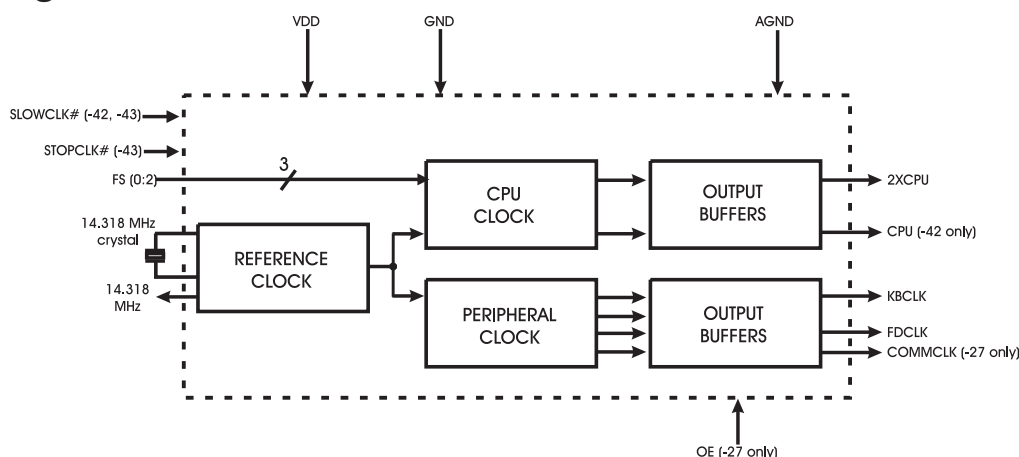 VDD
GND
AGND
SLOWCLK# (-42, -43)
STOPCLK# (-43)
FS (0:2)
3
CPU
CLOCK
OUTPUT
BUFFERS
2XCPU
CPU (-42 only)
14.318 MHz
crystal
REFERENCE
CLOCK
14.318
MHz
PERIPHERAL
CLOCK
OUTPUT
BUFFERS
KBCLK
FDCLK
COMMCLK (-27 only)
OE (-27 only)